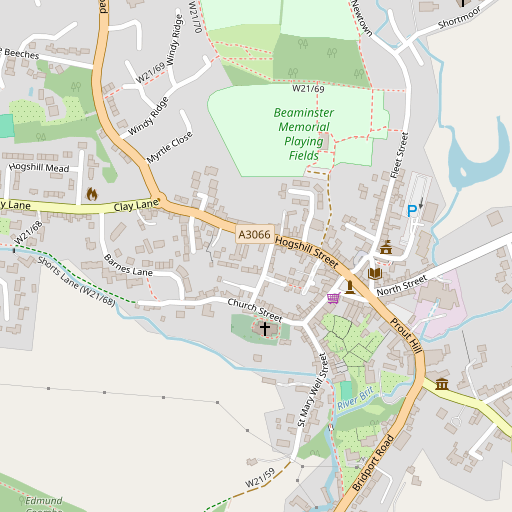 Shortmoor
Newtown
W21/70
oad
Windy Ridge
e Beeches
W21/69
W21/69
Beaminster
Memorial
Playing
Fields
Windy Ridge
Myrtle Close
Fleet Street
Hogshill Mead
y Lane
Clay Lane
P
W21/68
A3066
Hogshill Street
Barnes Lane
Shorts Lane (W21/68)
North Street
Church Street
Prout Hill
St Mary Well Street
River Brit
Bridport Road
W21/59
Edmund
Coombe